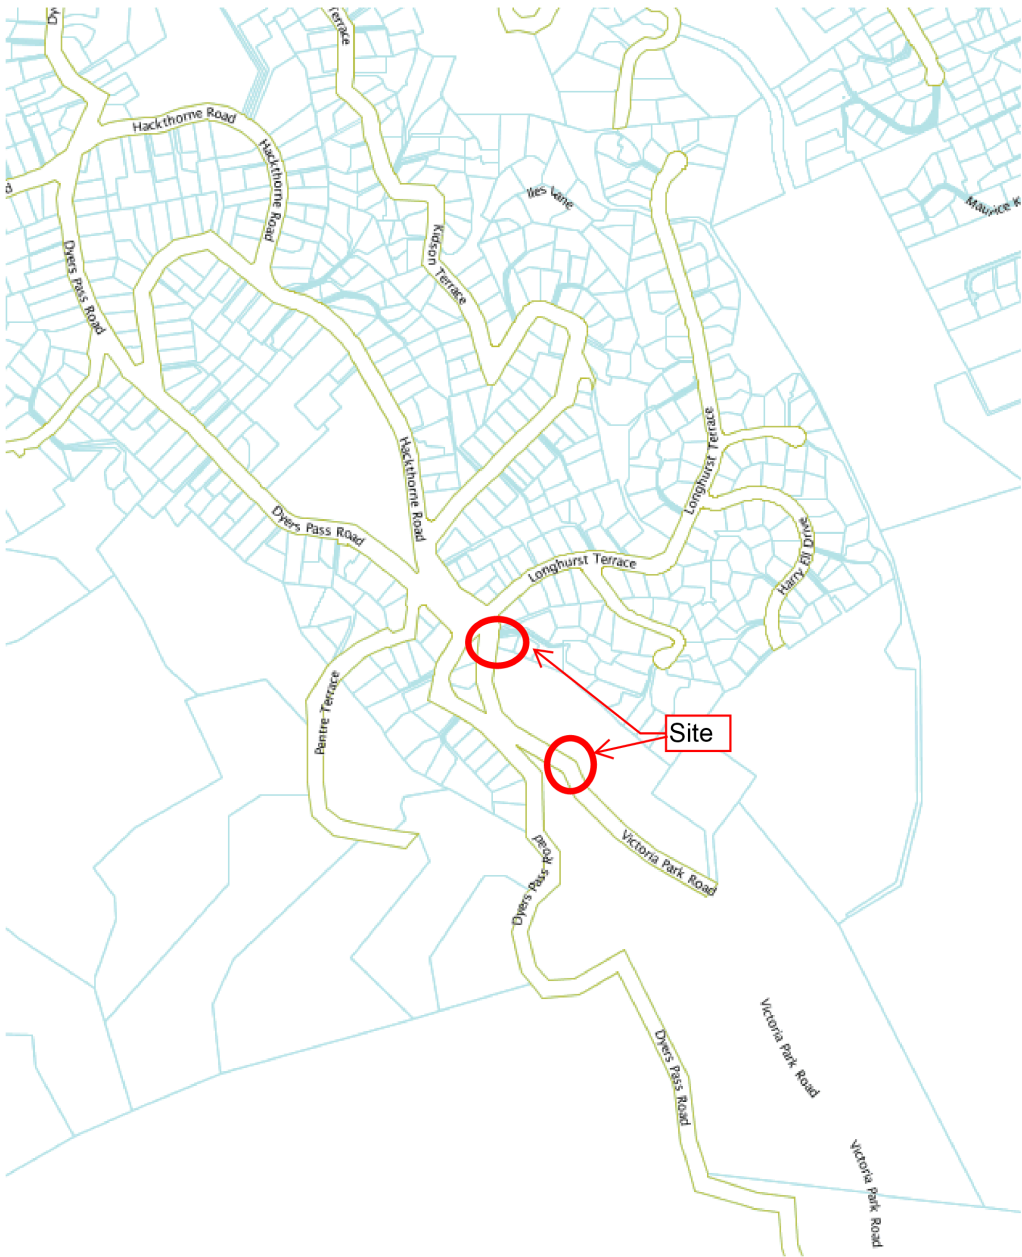 Dy
Terrace
Hackthorne Road
Hackthorne Road
Iles Lane
Maurice K
Kidson Terrace
Dyers Pass Road
Longhurst Terrace
Hackthorne Road
Dyers Pass Road
Harry Ell Drive
Longhurst Terrace
Pentre Terrace
Site
Victoria Park Road
Dyers Pass Road
Victoria Park Road
Dyers Pass Road
Victoria Park Road